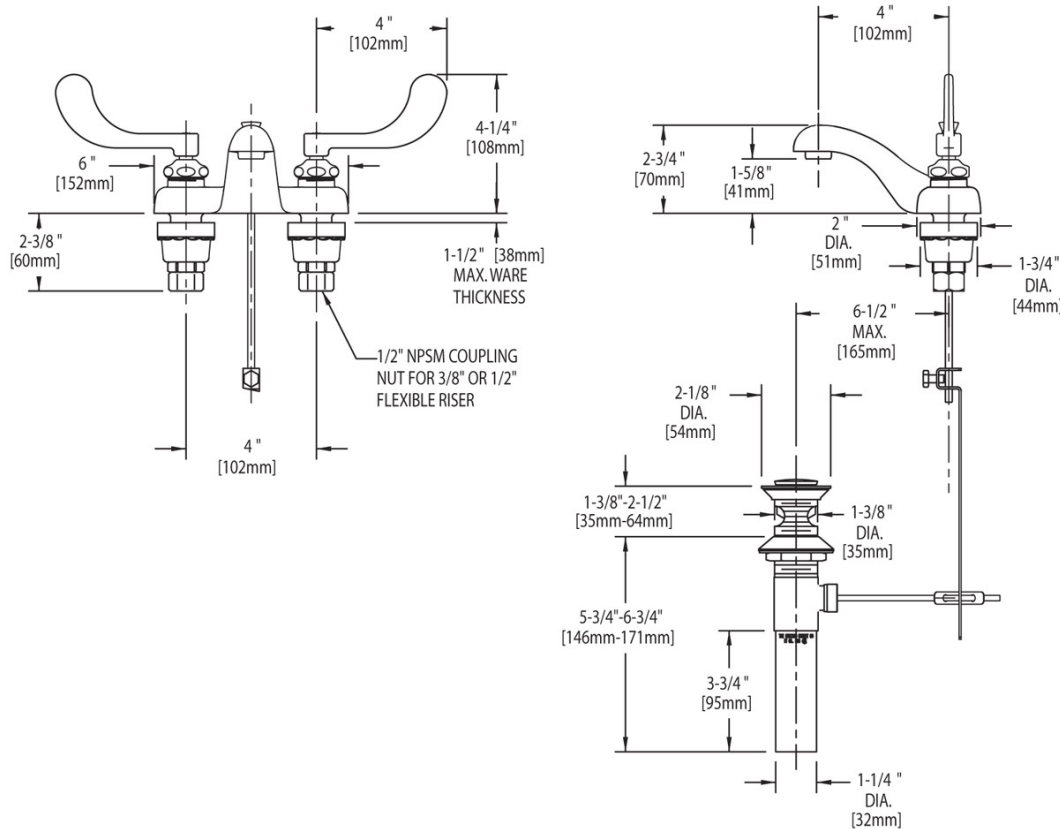 4"
[102mm]
4-1/4"
[108mm]
6"
[152mm]
2-3/8"
[60mm]
1-1/2" [38mm]
MAX. WARE
THICKNESS
1/2" NPSM COUPLING
NUT FOR 3/8" OR 1/2"
FLEXIBLE RISER
4"
[102mm]
4"
[102mm]
2-3/4"
[70mm]
1-5/8"
[41mm]
2"
DIA.
[51mm]
1-3/4"
DIA.
[44mm]
6-1/2"
MAX.
[165mm]
2-1/8"
DIA.
[54mm]
1-3/8"-2-1/2"
[35mm-64mm]
1-3/8"
DIA.
[35mm]
5-3/4"-6-3/4"
[146mm-171mm]
3-3/4"
[95mm]
1-1/4"
DIA.
[32mm]